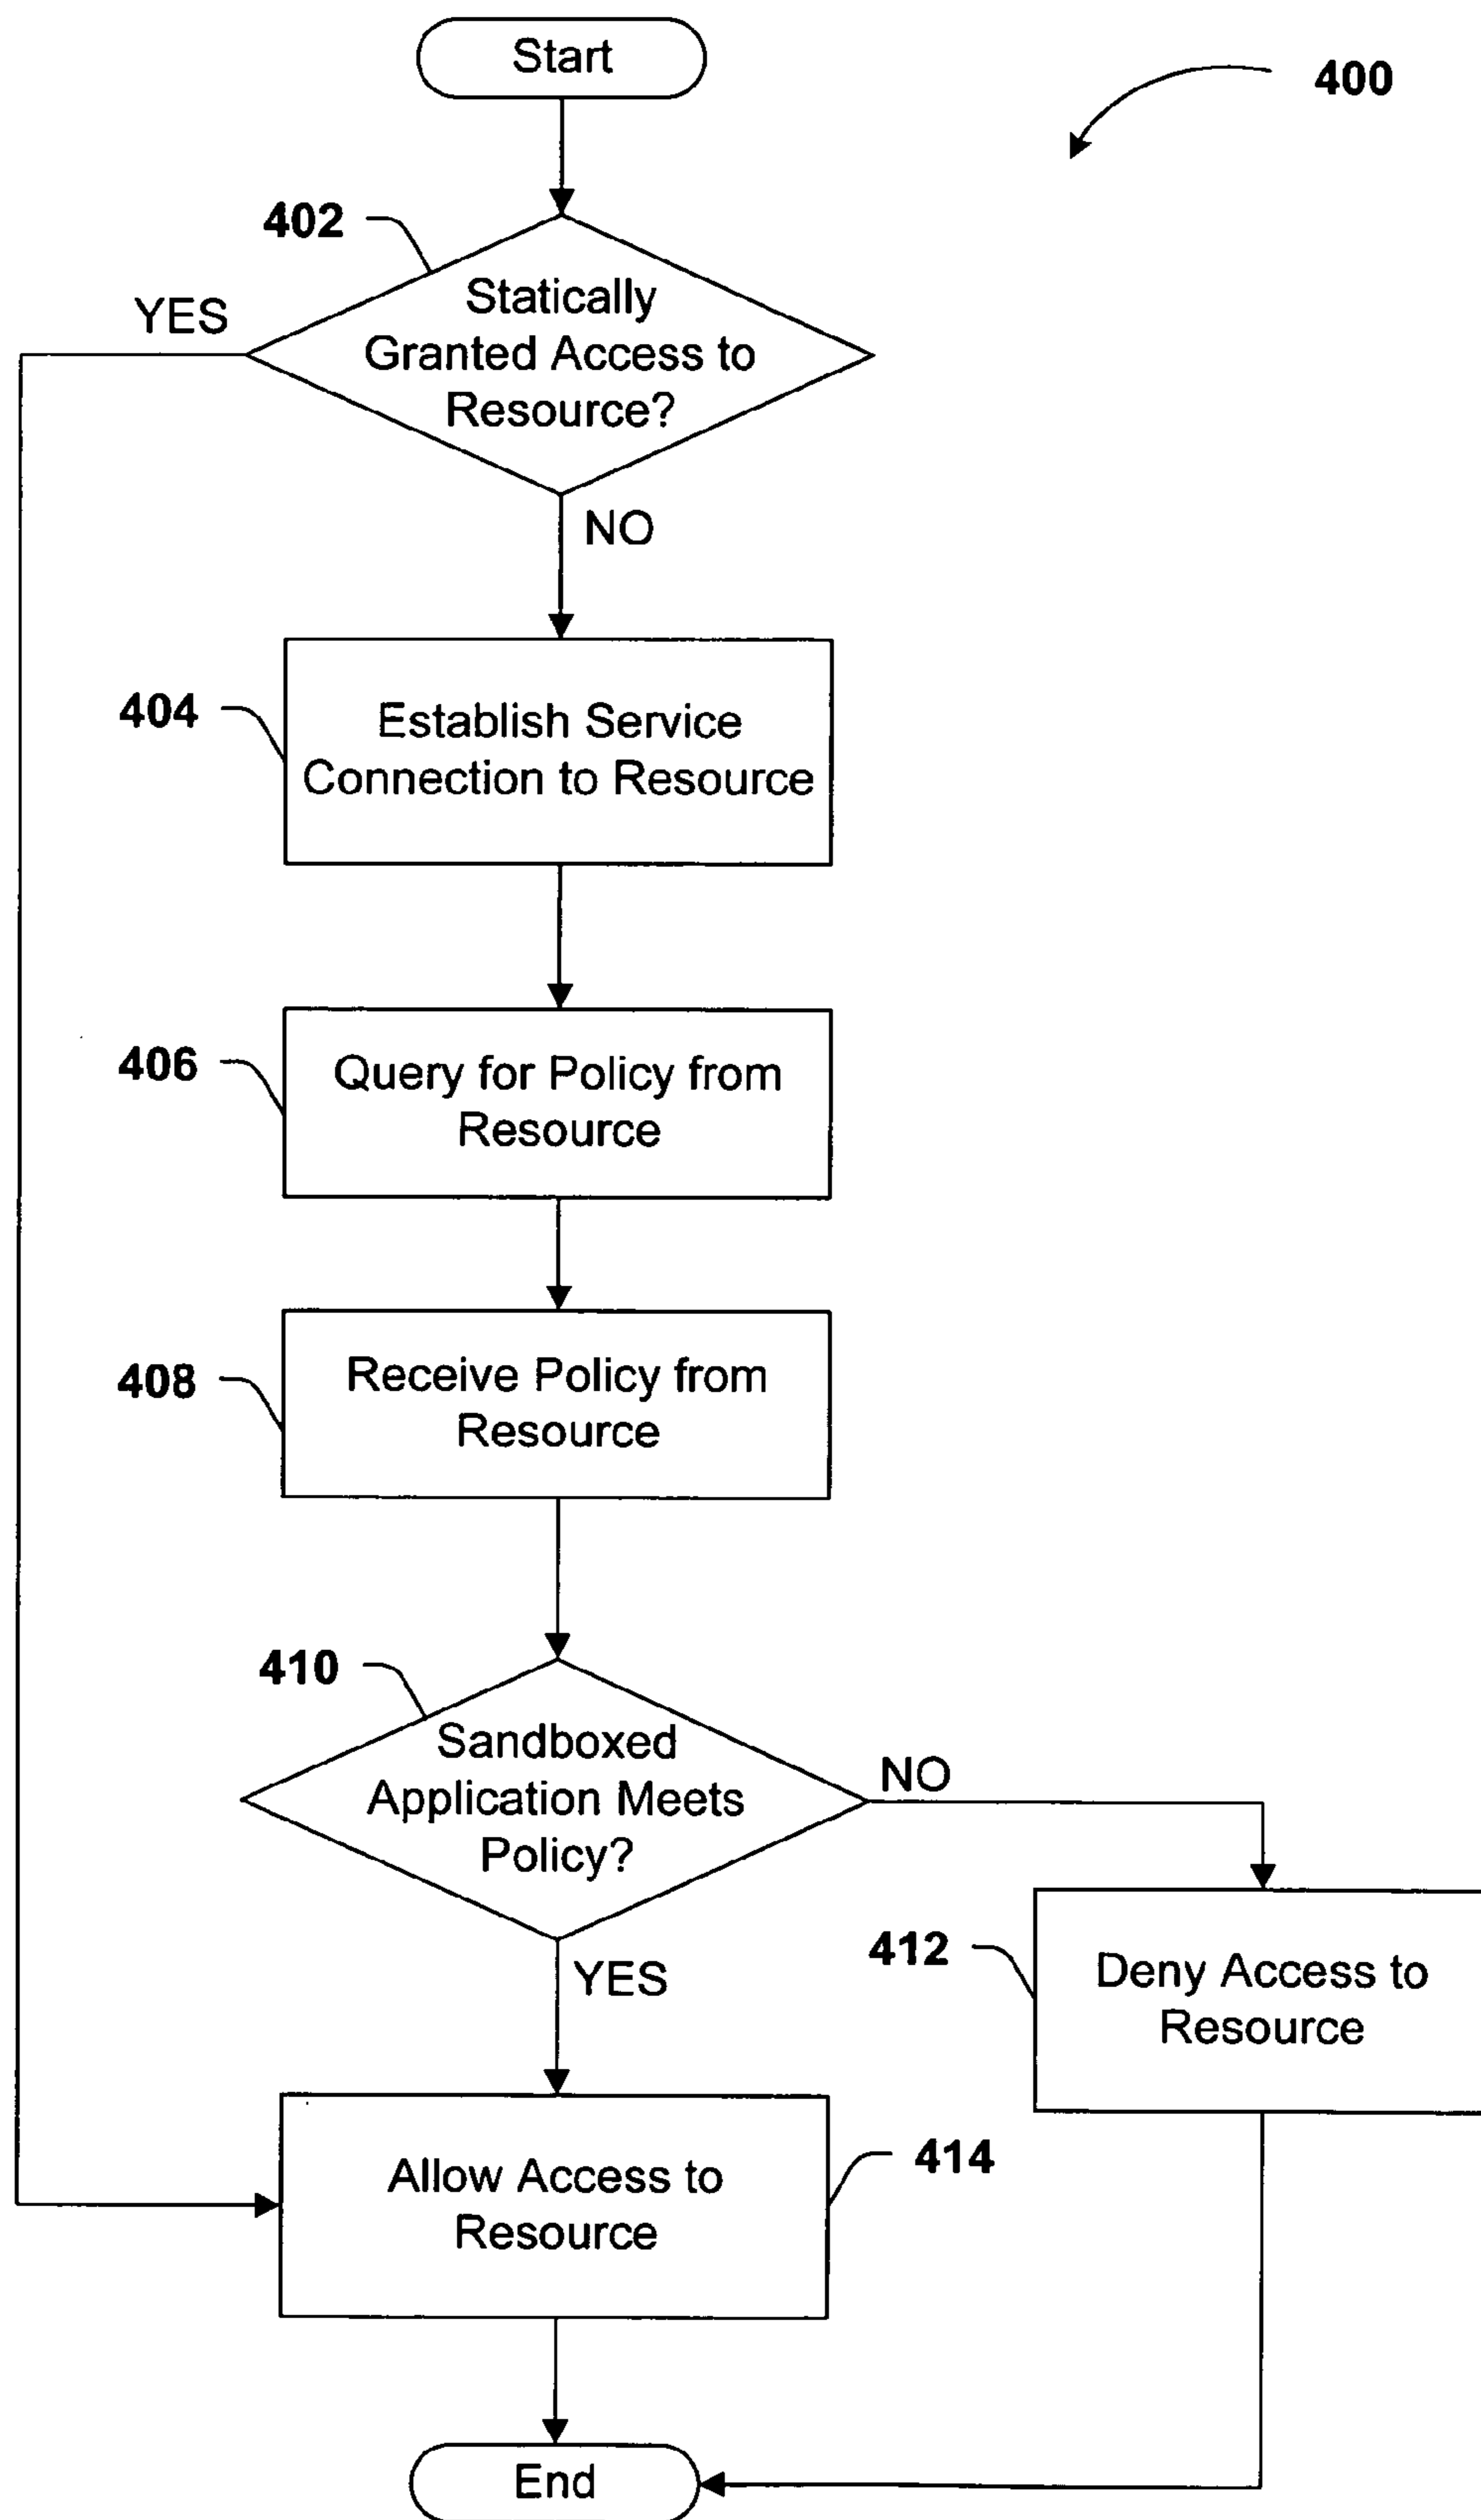 Start
400
402
YES
Statically
Granted Access to
Resource?
NO
404
Establish Service
Connection to Resource
406
Query for Policy from
Resource
408
Receive Policy from
Resource
410
Sandboxed
Application Meets
Policy?
NO
412
Deny Access to
Resource
YES
414
Allow Access to
Resource
End